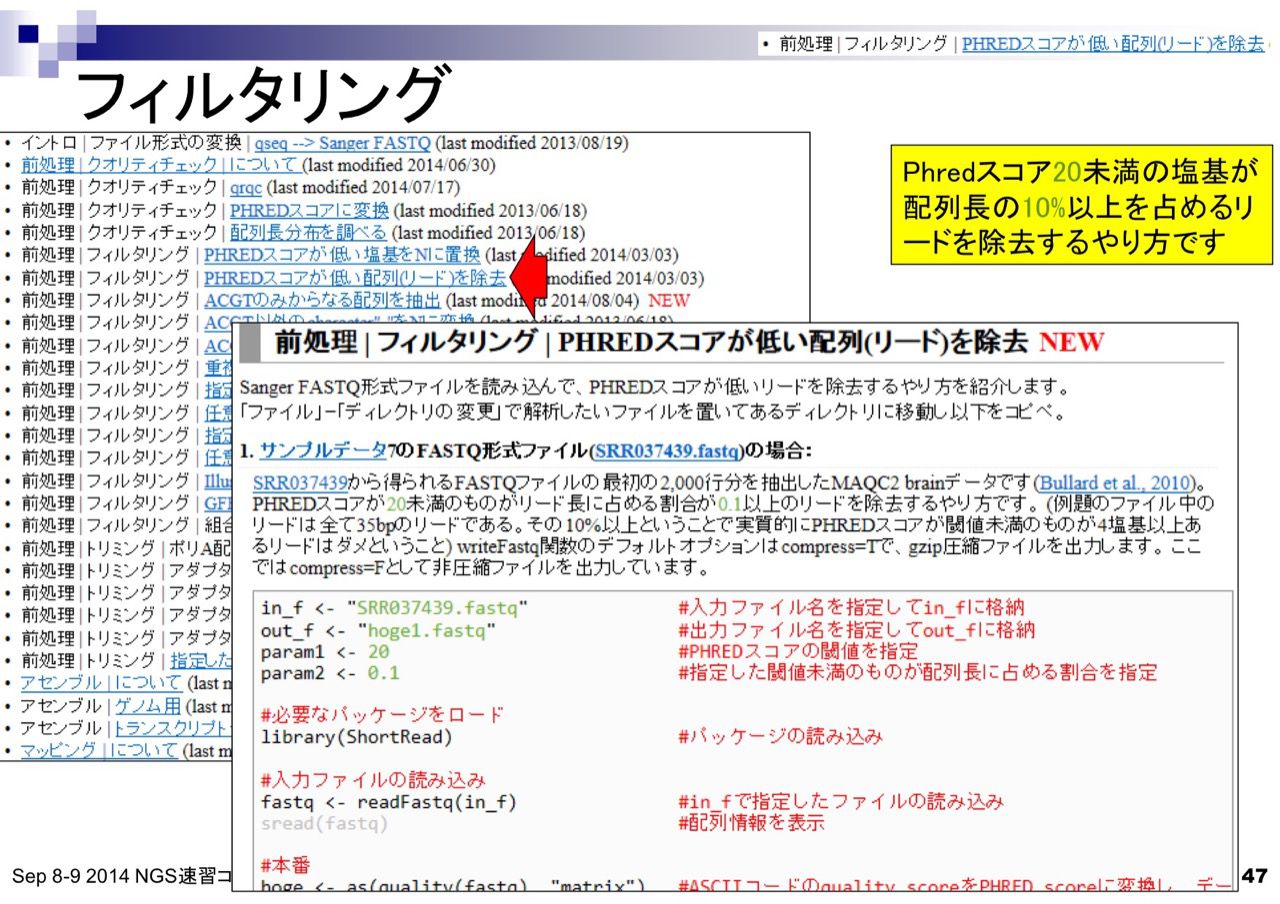 • 前処理 | フィルタリング | PHREDスコアが低い配列(リード)を除去
フィルタリング
• イントロ | ファイル形式の変換 | qseq --> Sanger FASTQ (last modified 2013/08/19)
• 前処理 | クオリティチェック | について (last modified 2014/06/30)
• 前処理 | クオリティチェック | qrqc (last modified 2014/07/17)
• 前処理 | クオリティチェック | PHREDスコアに変換 (last modified 2013/06/18)
• 前処理 | クオリティチェック | 配列長分布を調べる (last modified 2013/06/18)
• 前処理 | フィルタリング | PHREDスコアが低い塩基をNに置換 (last modified 2014/03/03)
• 前処理 | フィルタリング | PHREDスコアが低い配列(リード)を除去 modified 2014/03/03)
• 前処理 | フィルタリング | ACGTのみからなる配列を抽出 (last modified 2014/08/04) NEW
• 前処理 | フィルタリング | ACGT以外のcharacter"-"をNに変換 (last modified 2013/06/18)
• 前処理 | フィルタリング | AC
• 前処理 | フィルタリング | 重複
• 前処理 | フィルタリング | 指定
• 前処理 | フィルタリング | 任意
• 前処理 | フィルタリング | 指定
• 前処理 | フィルタリング | 任意
• 前処理 | フィルタリング | Illu
• 前処理 | フィルタリング | GF
• 前処理 | フィルタリング | 組合
• 前処理 | トリミング | ポリA配
• 前処理 | トリミング | アダプタ
• 前処理 | トリミング | アダプタ
• 前処理 | トリミング | アダプタ
• 前処理 | トリミング | アダプタ
• 前処理 | トリミング | 指定した
• アセンブル | について (last m
• アセンブル | ゲノム用 (last m
• アセンブル | トランスクリプト
• マッピング | について (last m
Phredスコア20未満の塩基が
配列長の10%以上を占めるリ
ードを除去するやり方です
前処理 | フィルタリング | PHREDスコアが低い配列(リード)を除去 NEW
Sanger FASTQ形式ファイルを読み込んで、PHREDスコアが低いリードを除去するやり方を紹介します。
「ファイル」-「ディレクトリの変更」で解析したいファイルを置いてあるディレクトリに移動し以下をコピペ。
1. サンプルデータ7のFASTQ形式ファイル(SRR037439.fastq)の場合:
SRR037439から得られるFASTQファイルの最初の2,000行分を抽出したMAQC2 brainデータです(Bullard et al., 2010)。
PHREDスコアが20未満のものがリード長に占める割合が0.1以上のリードを除去するやり方です。(例題のファイル中の
リードは全て35bpのリードである。その10%以上ということで実質的にPHREDスコアが閾値未満のものが4塩基以上あ
るリードはダメということ) writeFastq関数のデフォルトオプションはcompress=Tで、gzip圧縮ファイルを出力します。ここ
ではcompress=Fとして非圧縮ファイルを出力しています。
in_f <- "SRR037439.fastq" #入力ファイル名を指定してin_fに格納
out_f <- "hoge1.fastq" #出力ファイル名を指定してout_fに格納
param1 <- 20 #PHREDスコアの閾値を指定
param2 <- 0.1 #指定した閾値未満のものが配列長に占める割合を指定
#必要なパッケージをロード
library(ShortRead) #パッケージの読み込み
#入力ファイルの読み込み
fastq <- readFastq(in_f) #in_fで指定したファイルの読み込み
sread(fastq) #配列情報を表示
#本番
hoge <- as(quality(fastq), "matrix") #ASCIIコードのquality scoreをPHRED scoreに変換し、デー
Sep 8-9 2014 NGS速習コ
47